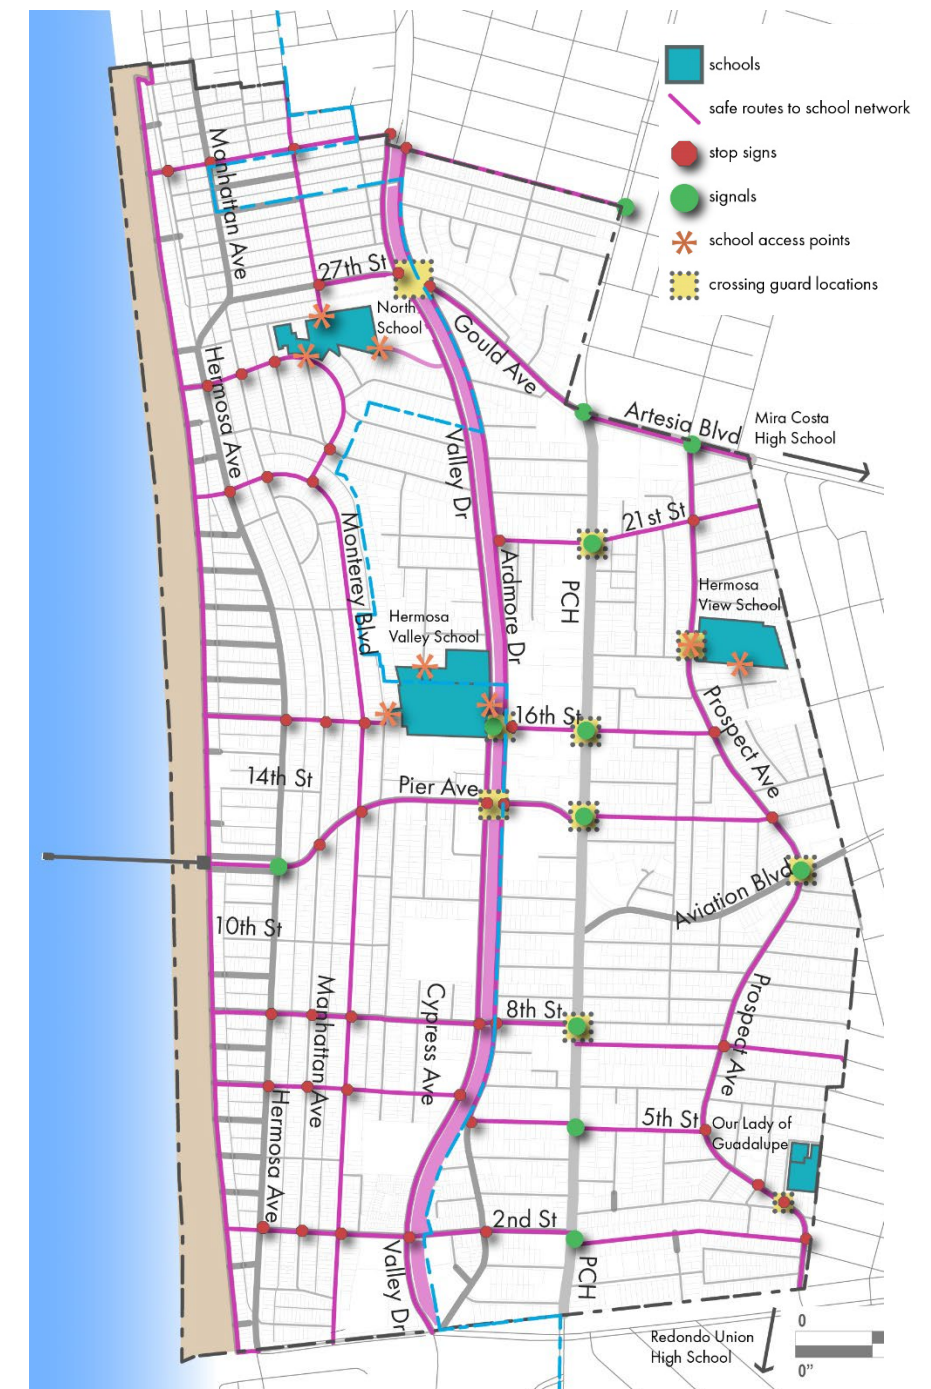 schools
safe routes to school network
stop signs
signals
school access points
crossing guard locations
Manhattan Ave
27th St
North
School
Gould Ave
Hermosa Ave
Artesia Blvd
Mira Costa
High School
Valley Dr
21st St
Monterey Blvd
Ardmore Dr
PCH
Hermosa
View School
Hermosa
Valley School
16th St
Prospect Ave
14th St
Pier Ave
Aviation Blvd
10th St
Manhattan Ave
Cypress Ave
8th St
Prospect Ave
Hermosa Ave
5th St
Our Lady of
Guadalupe
2nd St
Valley Dr
PCH
Redondo Union
High School
0
0"